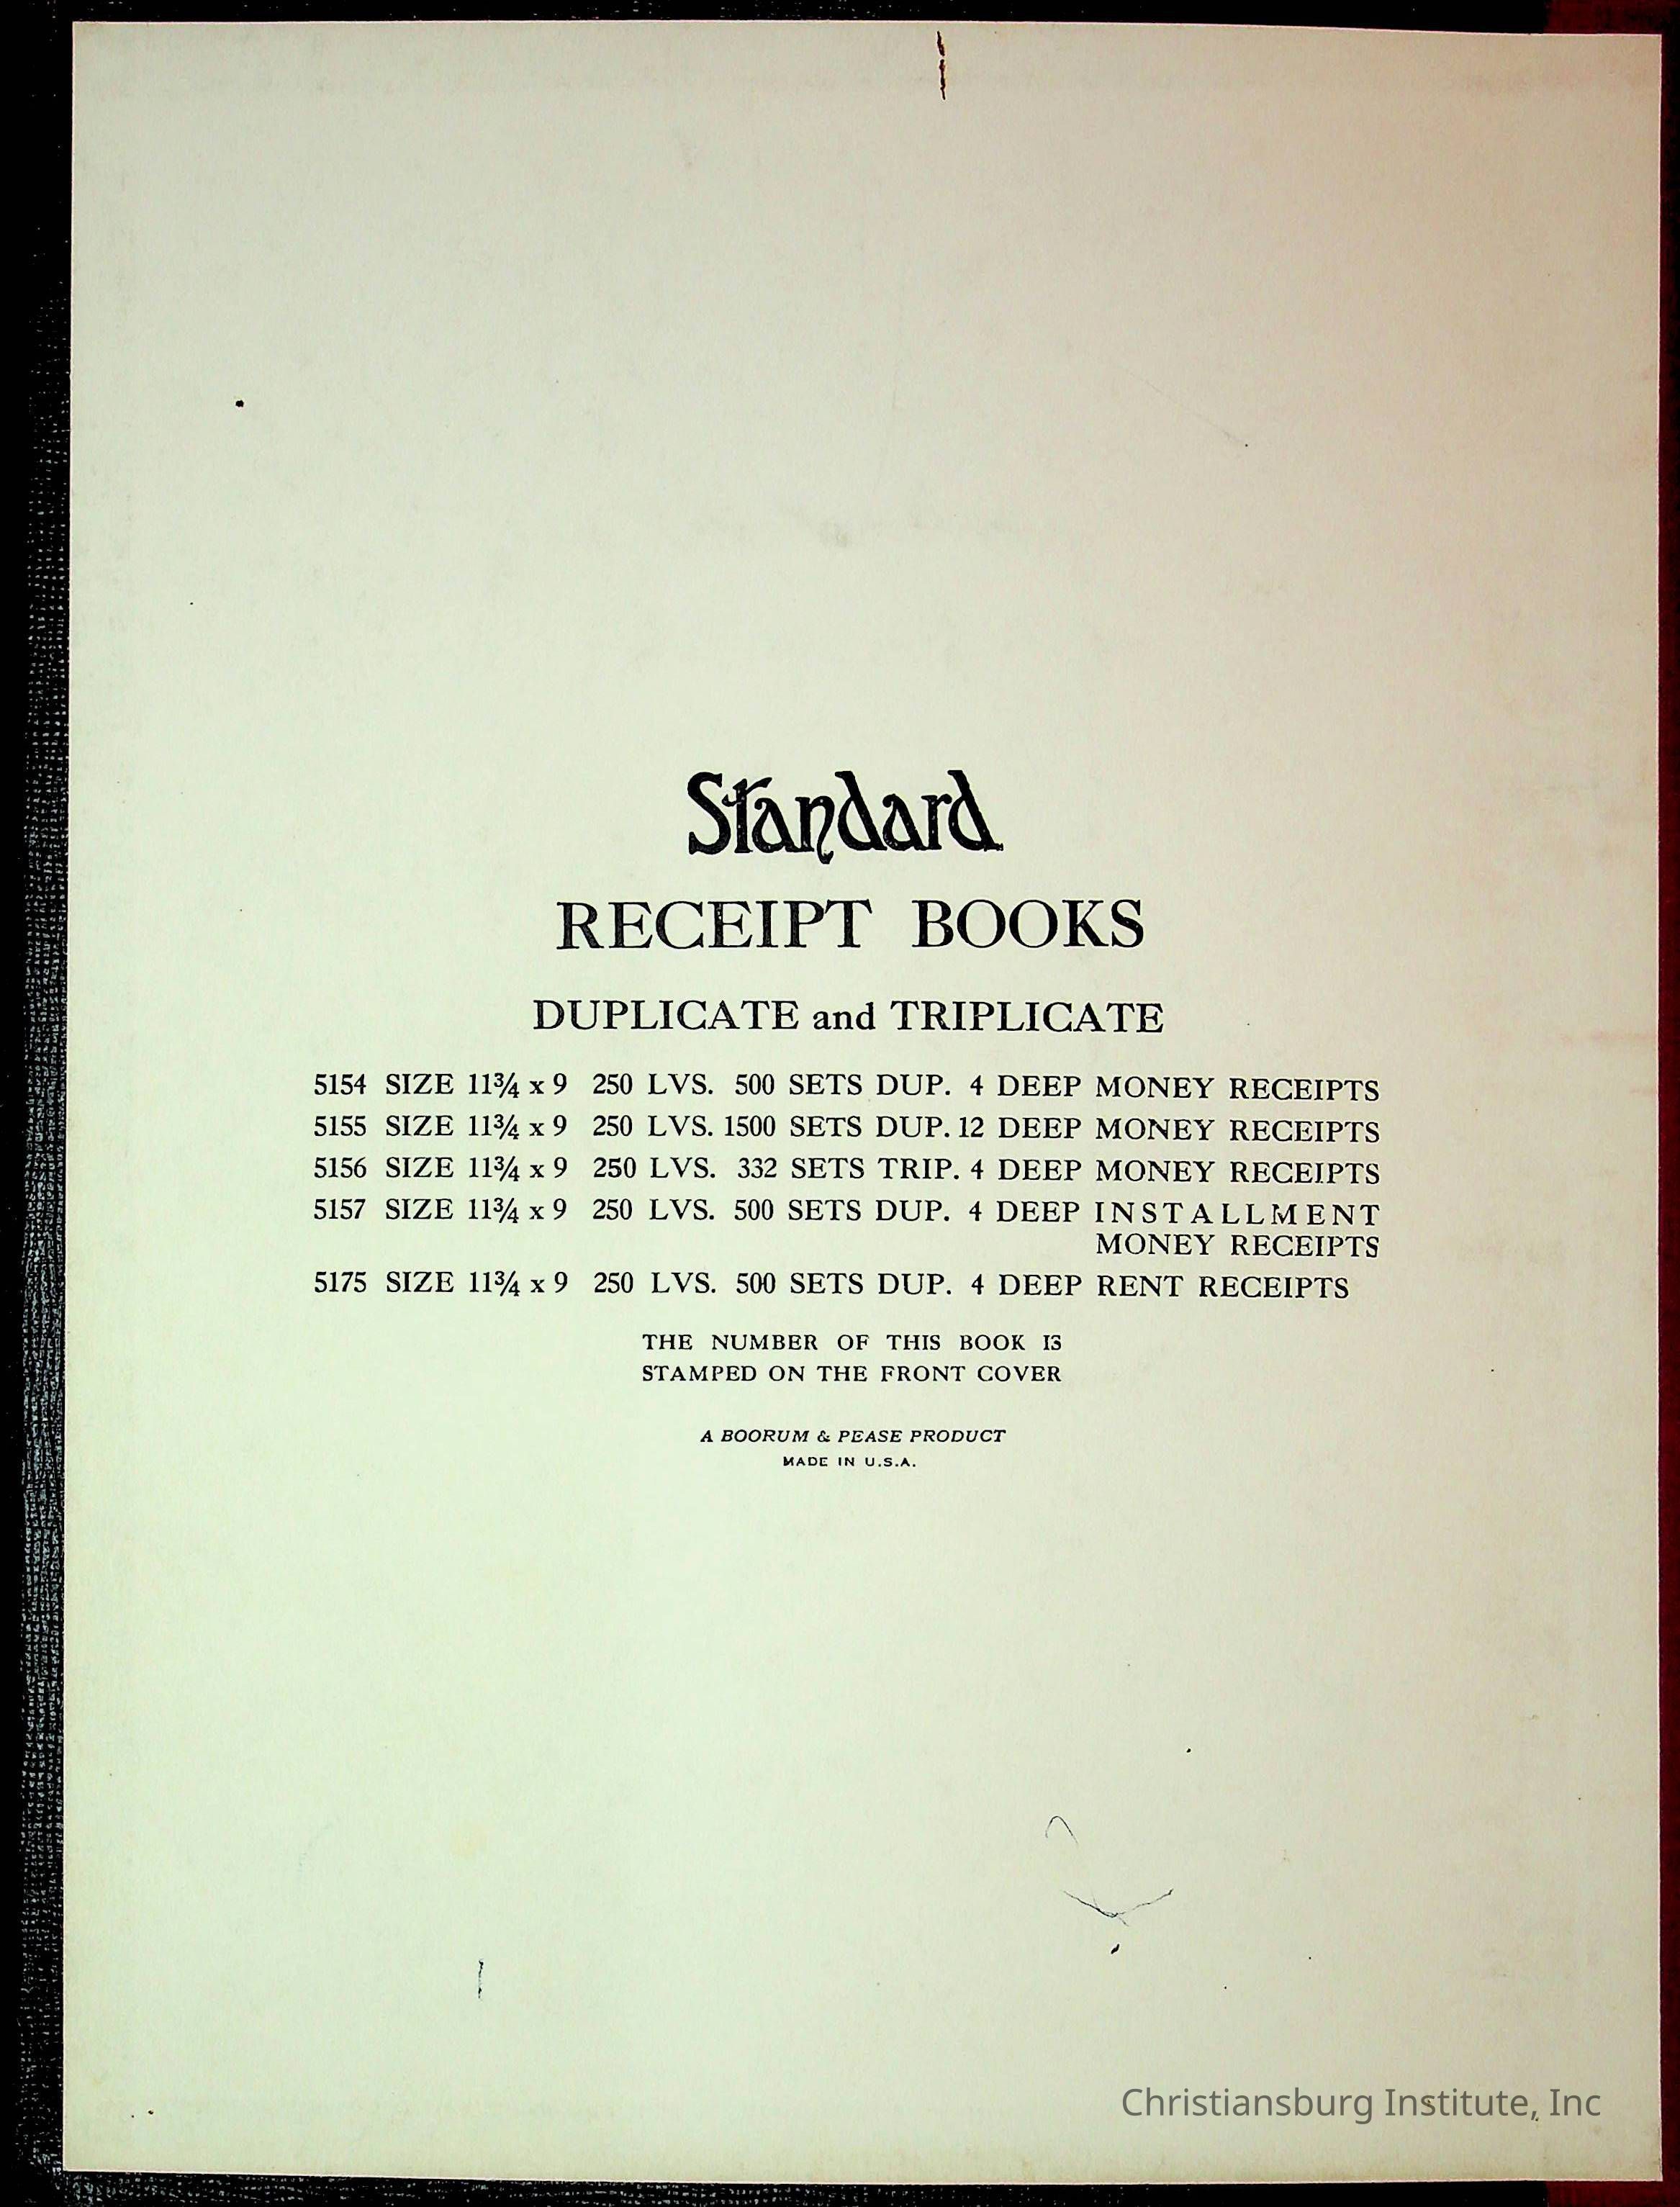 Standard
RECEIPT BOOKS
DUPLICATE and TRIPLICATE
5154 SIZE 11¾ x 9 250 LVS. 500 SETS DUP. 4 DEEP MONEY RECEIPTS
5155 SIZE 11¾ x 9 250 LVS. 1500 SETS DUP. 12 DEEP MONEY RECEIPTS
5156 SIZE 11¾ x 9 250 LVS. 332 SETS TRIP. 4 DEEP MONEY RECEIPTS
5157 SIZE 11¾ x 9 250 LVS. 500 SETS DUP. 4 DEEP INSTALLMENT
MONEY RECEIPTS
5175 SIZE 11¾ x 9 250 LVS. 500 SETS DUP. 4 DEEP RENT RECEIPTS
THE NUMBER OF THIS BOOK IS
STAMPED ON THE FRONT COVER
A BOORUM & PEASE PRODUCT
MADE IN U.S.A.
Christiansburg Institute, Inc